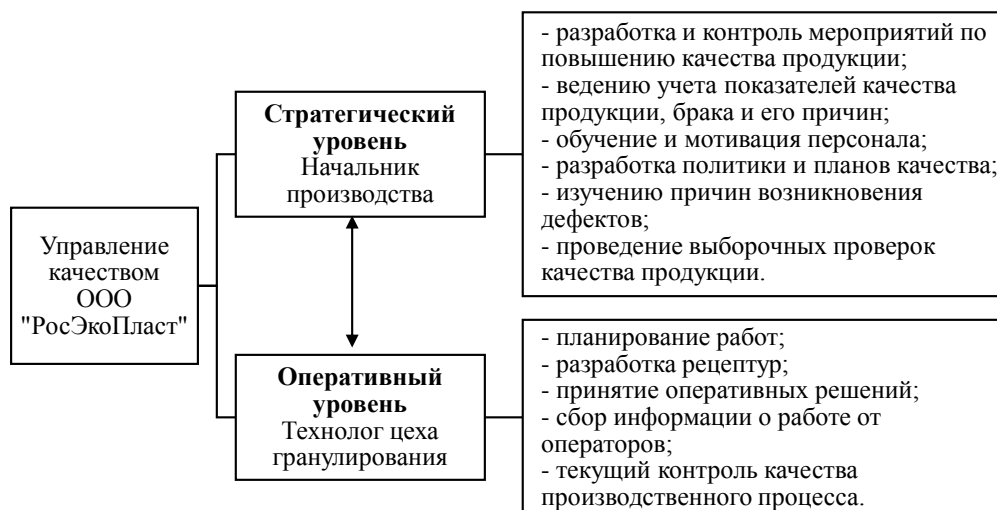 Управление
качеством
ООО
"РосЭкоПласт"
Стратегический
уровень
Начальник
производства
- разработка и контроль мероприятий по
повышению качества продукции;
- ведению учета показателей качества
продукции, брака и его причин;
- обучение и мотивация персонала;
- разработка политики и планов качества;
- изучению причин возникновения
дефектов;
- проведение выборочных проверок
качества продукции.
Оперативный
уровень
Технолог цеха
гранулирования
- планирование работ;
- разработка рецептур;
- принятие оперативных решений;
- сбор информации о работе от
операторов;
- текущий контроль качества
производственного процесса.